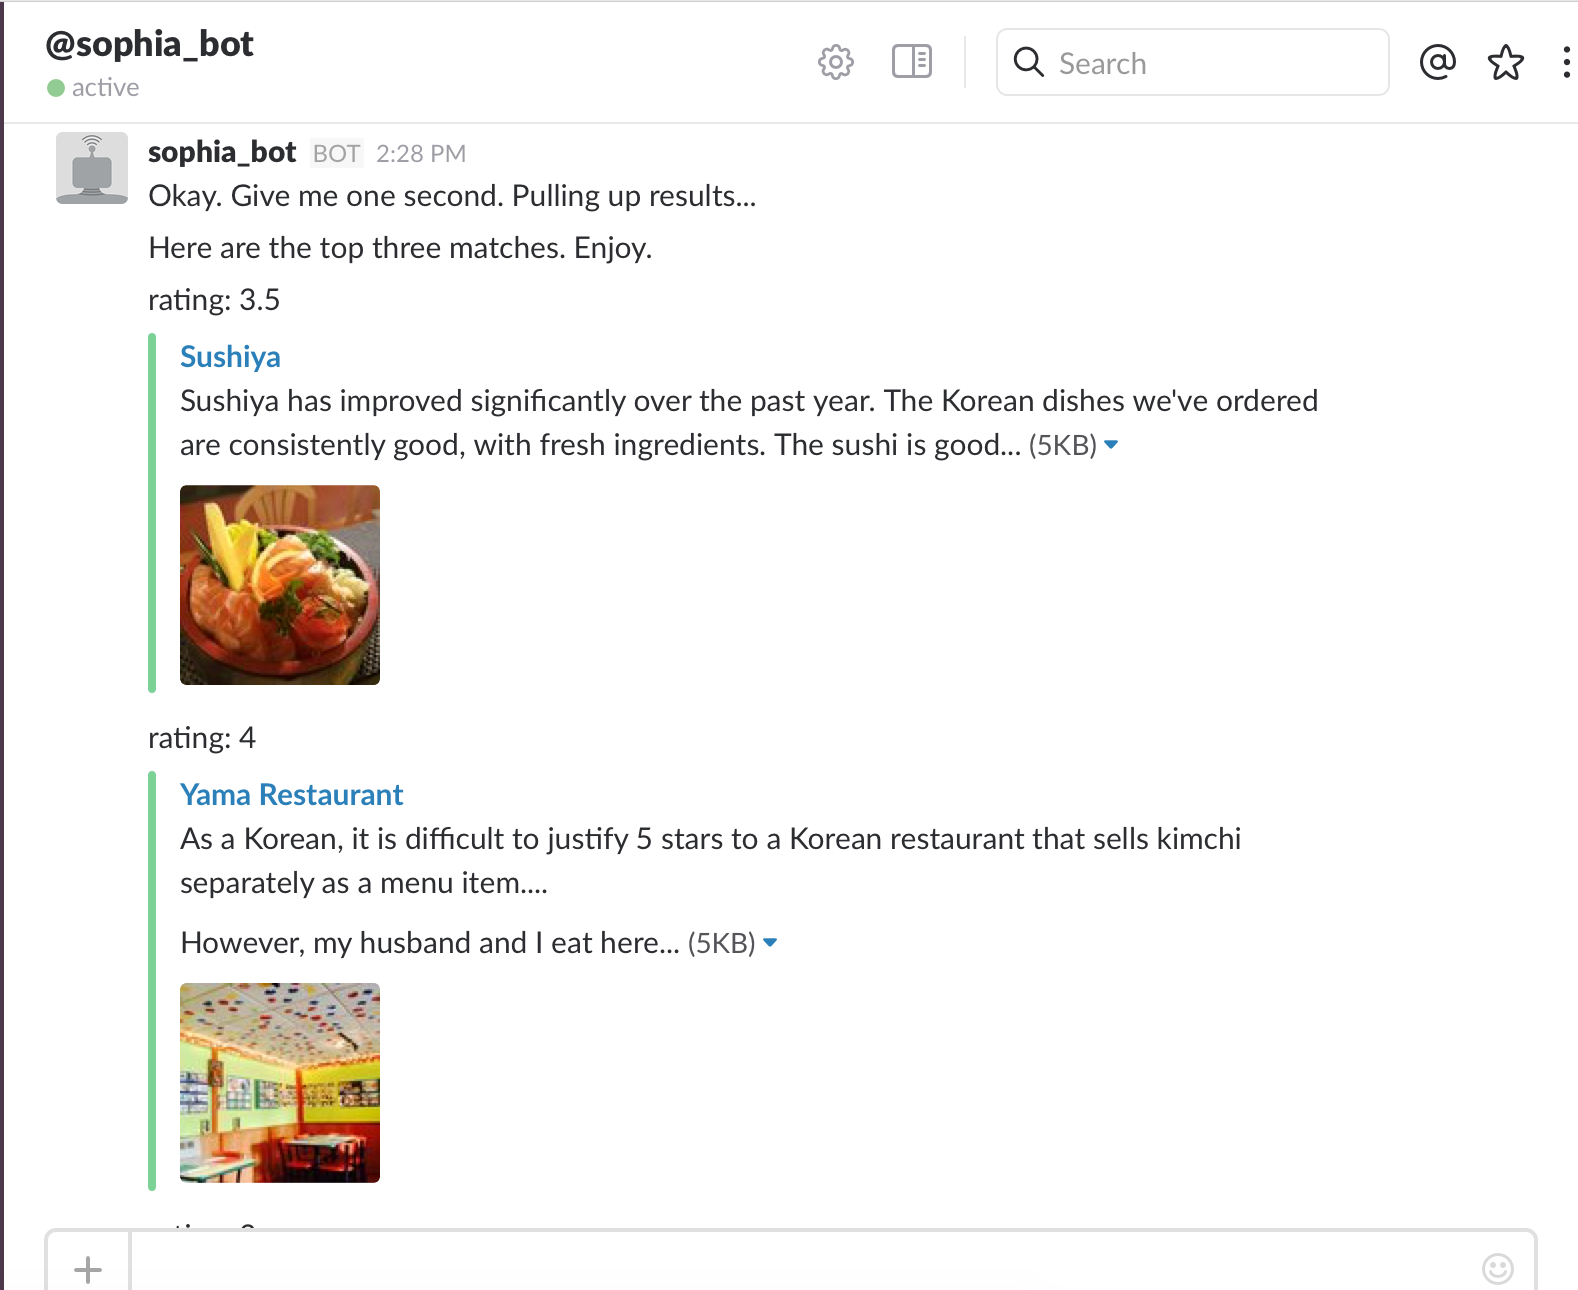 @sophia_bot
active
Search
sophia_bot BOT 2:28 PM
Okay. Give me one second. Pulling up results...
Here are the top three matches. Enjoy.
rating: 3.5
Sushiya
Sushiya has improved significantly over the past year. The Korean dishes we've ordered
are consistently good, with fresh ingredients. The sushi is good... (5KB)
rating: 4
Yama Restaurant
As a Korean, it is difficult to justify 5 stars to a Korean restaurant that sells kimchi
separately as a menu item....
However, my husband and I eat here... (5KB)